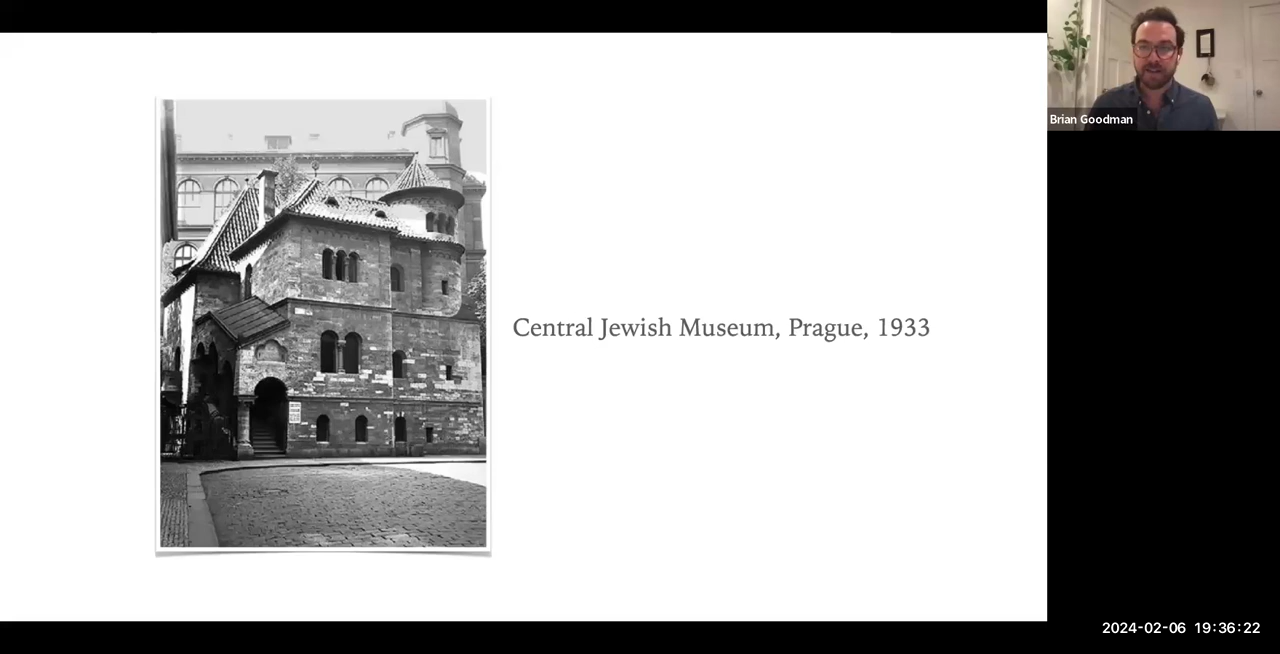 Brian Goodman
Central Jewish Museum, Prague, 1933
2024-02-06 19:36:22